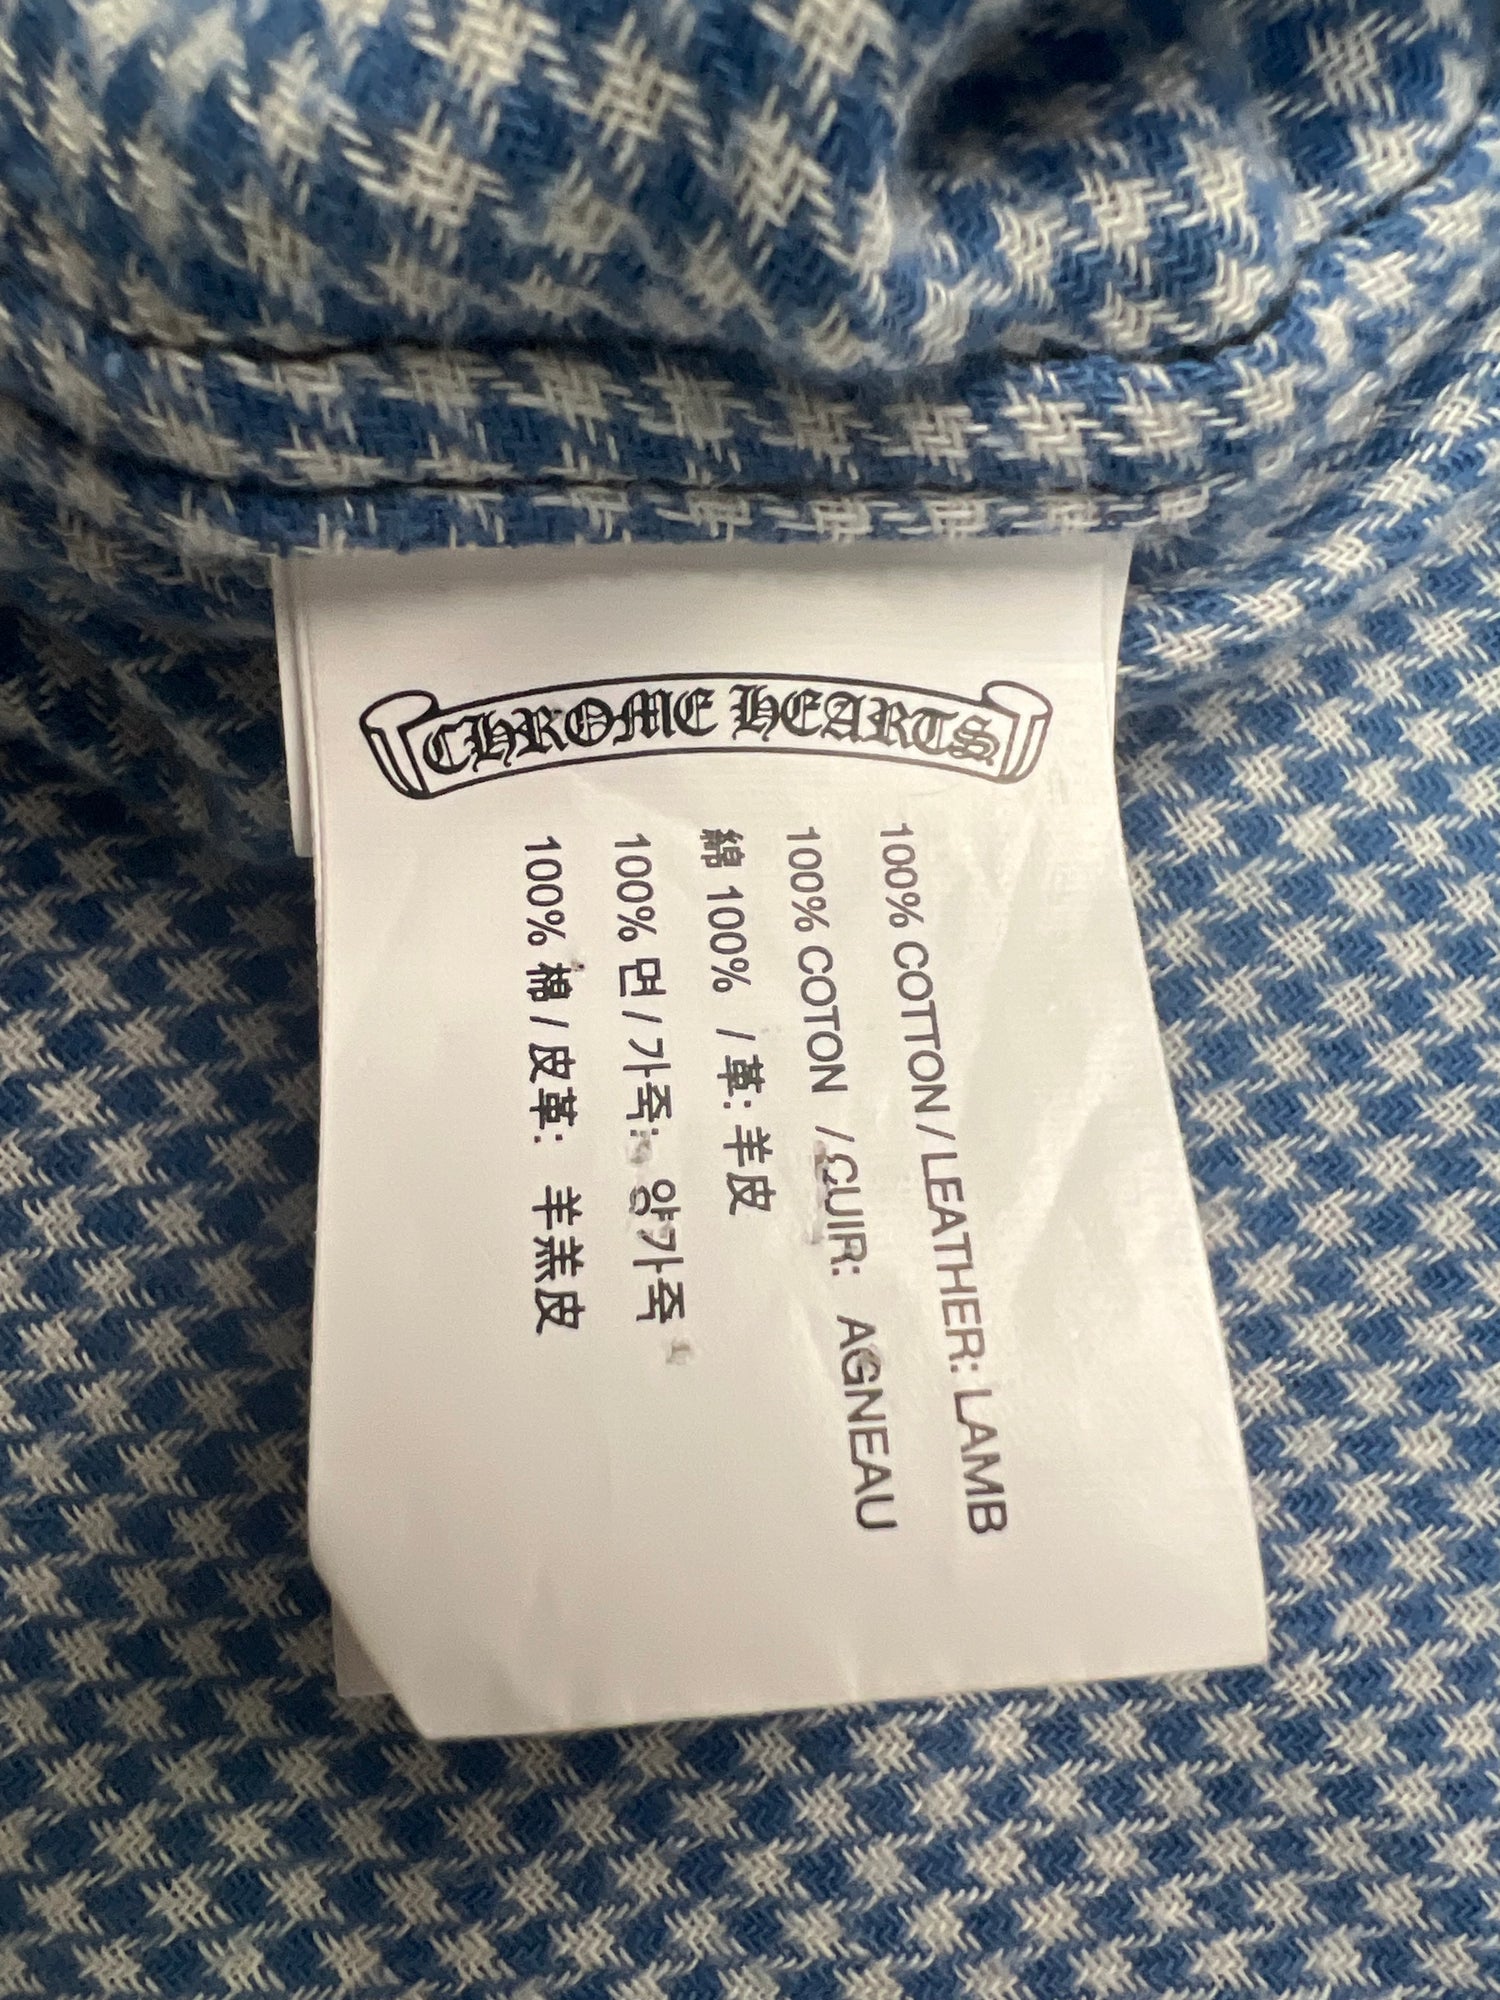 CHROME HEARTS
100% COTTON / LEATHER: LAMB
100% COTON / CUIR: AGNEAU
綿 100% / 革: 羊皮
100% 면 / 가죽: 양가죽
100% 棉 / 皮革: 羊羔皮